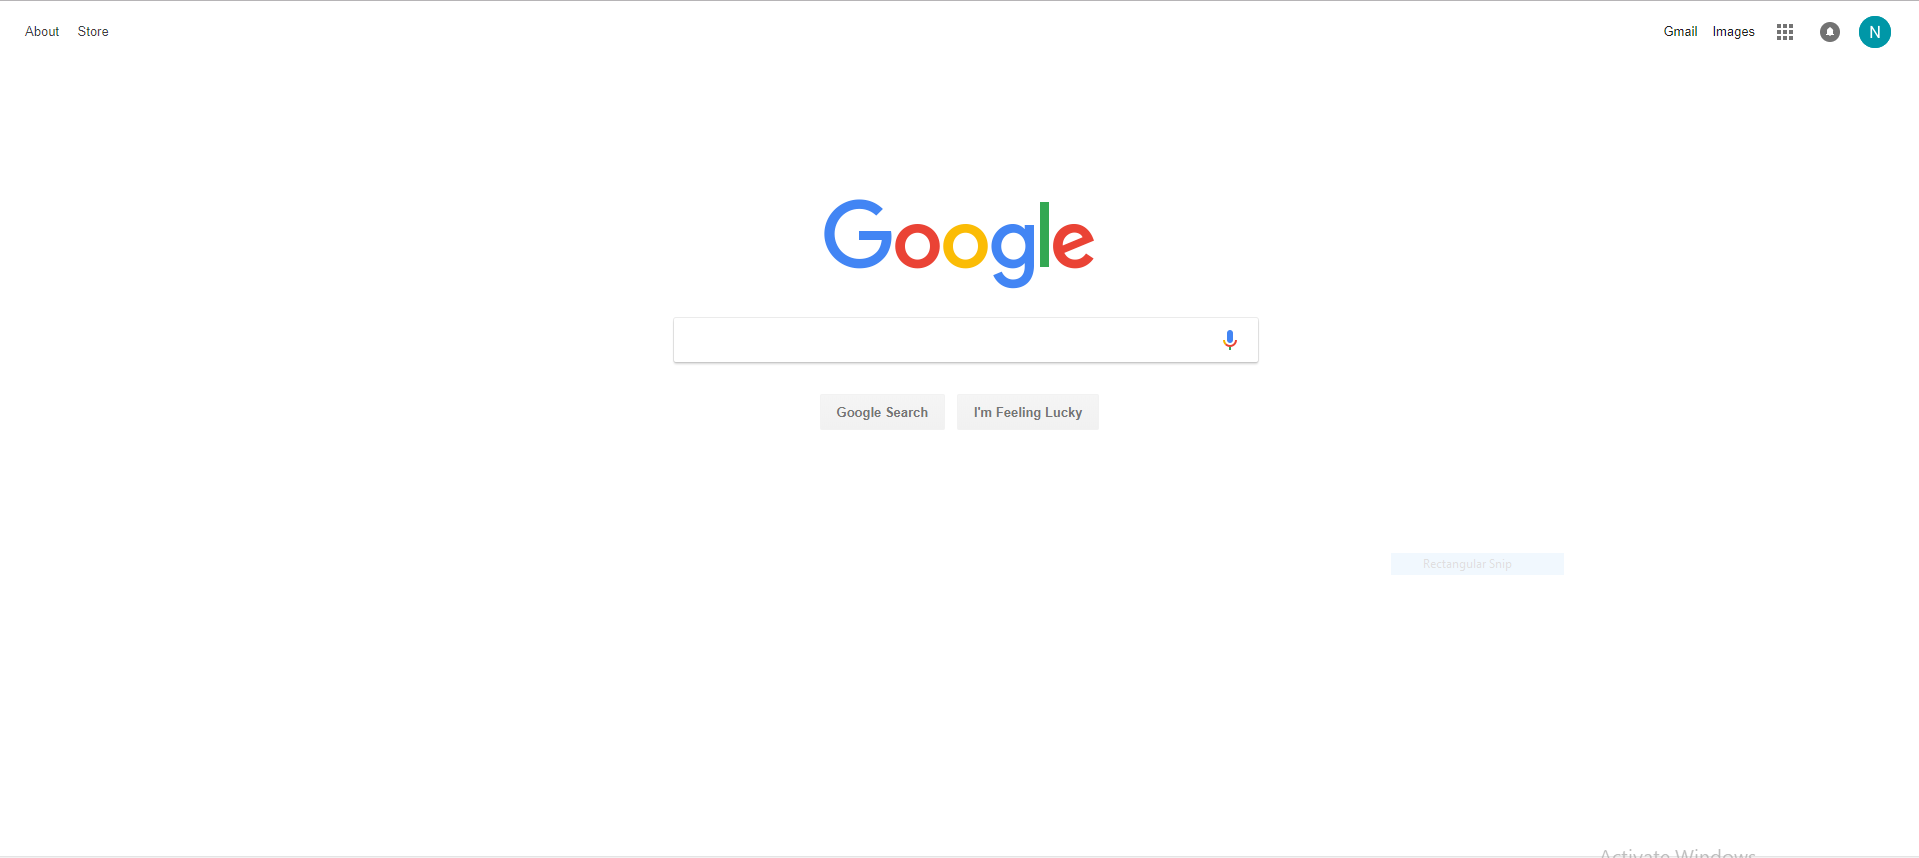 About Store
Gmail Images N
Google
Google Search I'm Feeling Lucky
Rectangular Snip
Activate Windows